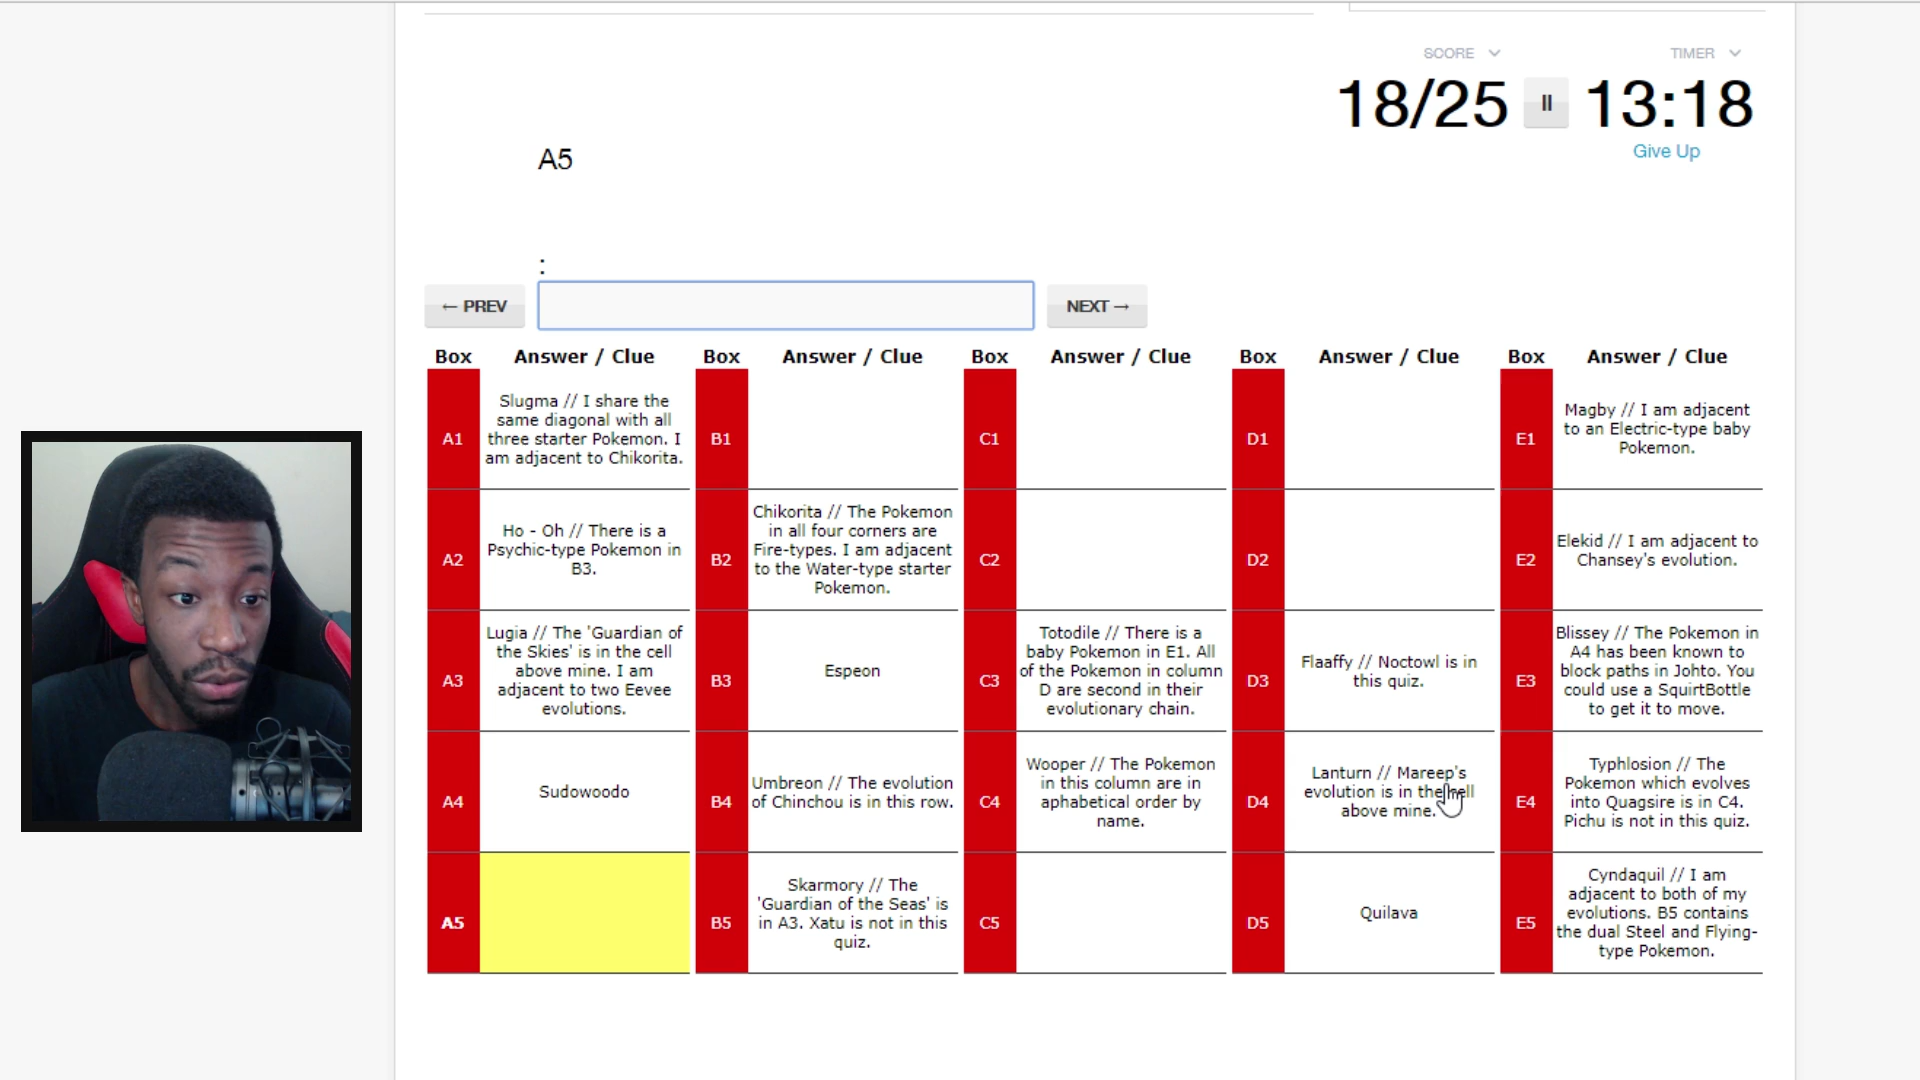 SCORE
TIMER
18/25
13:18
Give Up
A5
:
← PREV
NEXT →
Box Answer / Clue Box Answer / Clue Box Answer / Clue Box Answer / Clue Box Answer / Clue
A1
Slugma // I share the
same diagonal with all
three starter Pokemon. I
am adjacent to Chikorita.
B1
C1
D1
E1
Magby // I am adjacent
to an Electric-type baby
Pokemon.
A2
Ho - Oh // There is a
Psychic-type Pokemon in
B3.
B2
Chikorita // The Pokemon
in all four corners are
Fire-types. I am adjacent
to the Water-type starter
Pokemon.
C2
D2
E2
Elekid // I am adjacent to
Chansey's evolution.
A3
Lugia // The 'Guardian of
the Skies' is in the cell
above mine. I am
adjacent to two Eevee
evolutions.
B3
Espeon
C3
Totodile // There is a
baby Pokemon in E1. All
of the Pokemon in column
D are second in their
evolutionary chain.
D3
Flaaffy // Noctowl is in
this quiz.
E3
Blissey // The Pokemon in
A4 has been known to
block paths in Johto. You
could use a SquirtBottle
to get it to move.
A4
Sudowoodo
B4
Umbreon // The evolution
of Chinchou is in this row.
C4
Wooper // The Pokemon
in this column are in
aphabetical order by
name.
D4
Lanturn // Mareep's
evolution is in the cell
above mine.
E4
Typhlosion // The
Pokemon which evolves
into Quagsire is in C4.
Pichu is not in this quiz.
A5
B5
Skarmory // The
'Guardian of the Seas' is
in A3. Xatu is not in this
quiz.
C5
D5
Quilava
E5
Cyndaquil // I am
adjacent to both of my
evolutions. B5 contains
the dual Steel and Flying-
type Pokemon.